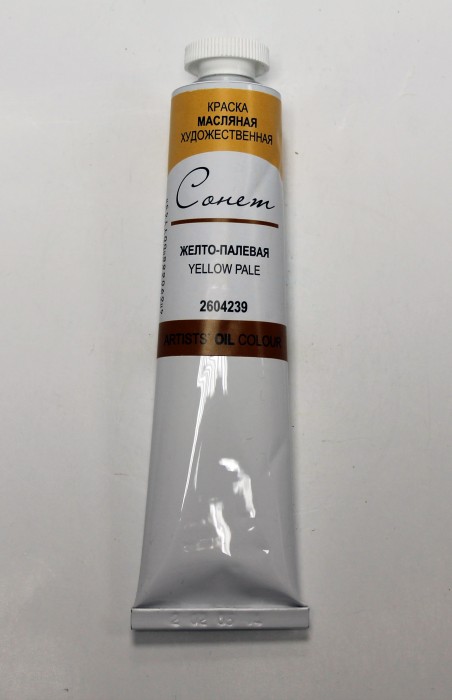 КРАСКА
МАСЛЯНАЯ
ХУДОЖЕСТВЕННАЯ
Сонет
ЖЕЛТО-ПАЛЕВАЯ
YELLOW PALE
2604239
ARTISTS' OIL COLOUR